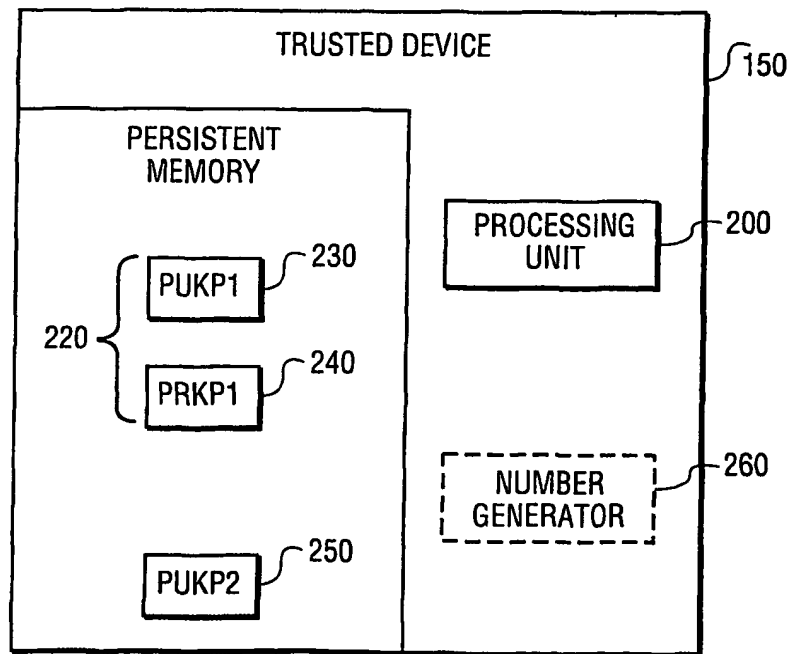 TRUSTED DEVICE
150
PERSISTENT
MEMORY
PROCESSING
UNIT
200
PUKP1
230
220
PRKP1
240
NUMBER
GENERATOR
260
PUKP2
250